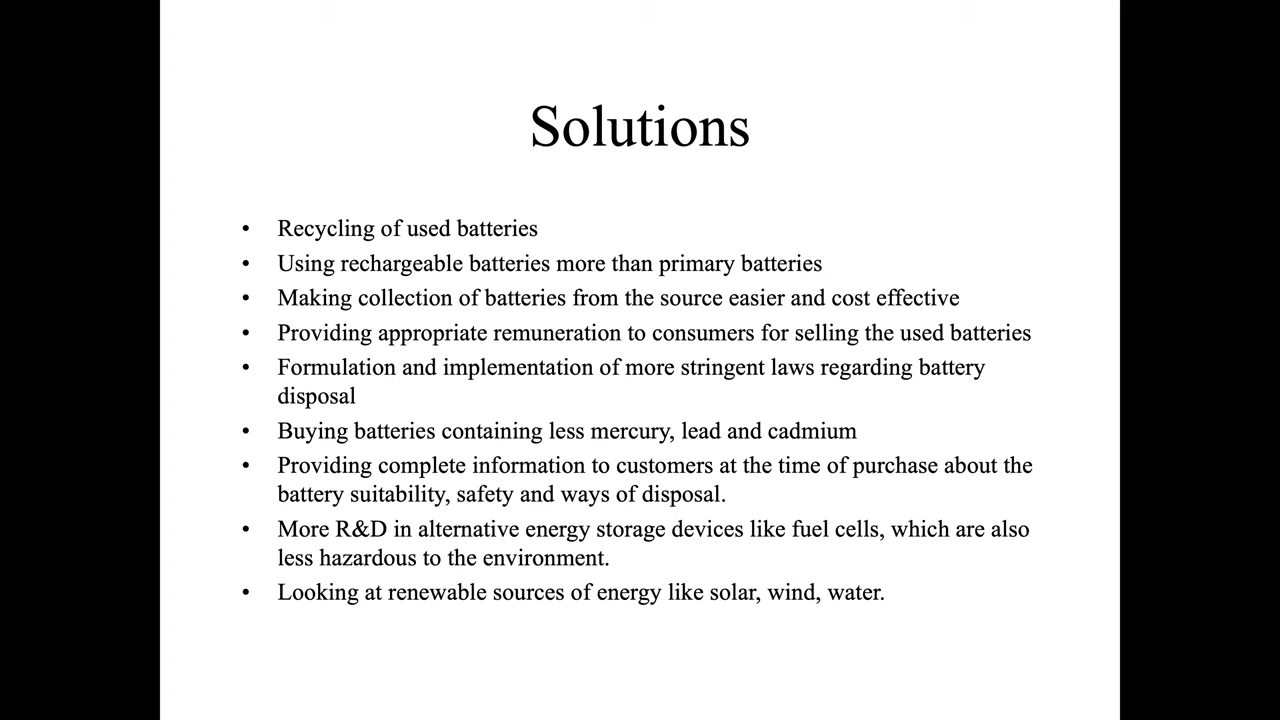 Solutions
• Recycling of used batteries
• Using rechargeable batteries more than primary batteries
• Making collection of batteries from the source easier and cost effective
• Providing appropriate remuneration to consumers for selling the used batteries
• Formulation and implementation of more stringent laws regarding battery
disposal
• Buying batteries containing less mercury, lead and cadmium
• Providing complete information to customers at the time of purchase about the
battery suitability, safety and ways of disposal.
• More R&D in alternative energy storage devices like fuel cells, which are also
less hazardous to the environment.
• Looking at renewable sources of energy like solar, wind, water.